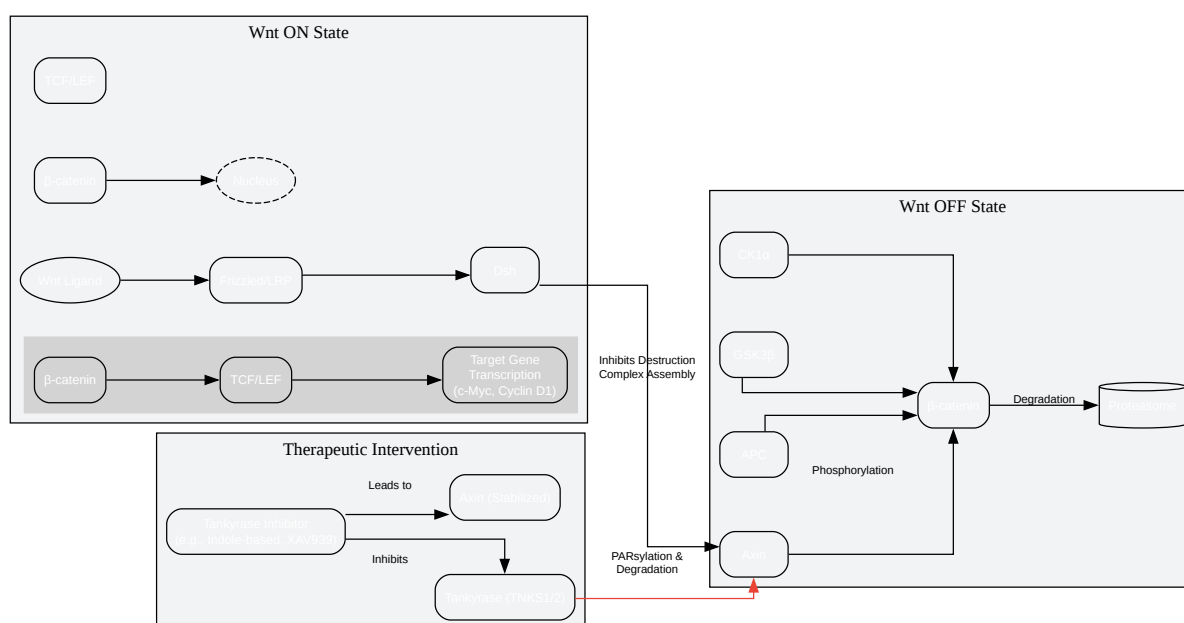 Wnt ON State
TCF/LEF
β-catenin
Nucleus
Wnt Ligand
Frizzled/LRP
Dsh
β-catenin
TCF/LEF
Target Gene
Transcription
(c-Myc, Cyclin D1)
Inhibits Destruction
Complex Assembly
Wnt OFF State
CK1α
GSK3β
APC
Axin
β-catenin
Degradation
Proteasome
Phosphorylation
Therapeutic Intervention
Tankyrase Inhibitor
(e.g., Indole-based, XAV939)
Leads to
Axin (Stabilized)
Inhibits
Tankyrase (TNKS1/2)
PARsylation &
Degradation